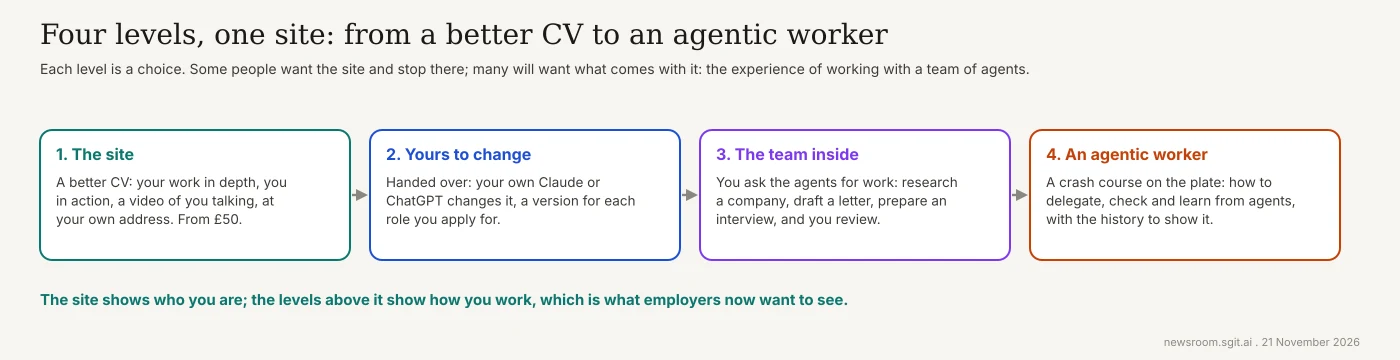 Four levels, one site: from a better CV to an agentic worker
Each level is a choice. Some people want the site and stop there; many will want what comes with it: the experience of working with a team of agents.
1. The site
A better CV: your work in depth, you
in action, a video of you talking, at
your own address. From £50.
2. Yours to change
Handed over: your own Claude or
ChatGPT changes it, a version for each
role you apply for.
3. The team inside
You ask the agents for work: research
a company, draft a letter, prepare an
interview, and you review.
4. An agentic worker
A crash course on the plate: how to
delegate, check and learn from agents,
with the history to show it.
The site shows who you are; the levels above it show how you work, which is what employers now want to see.
newsroom.sgit.ai . 21 November 2026